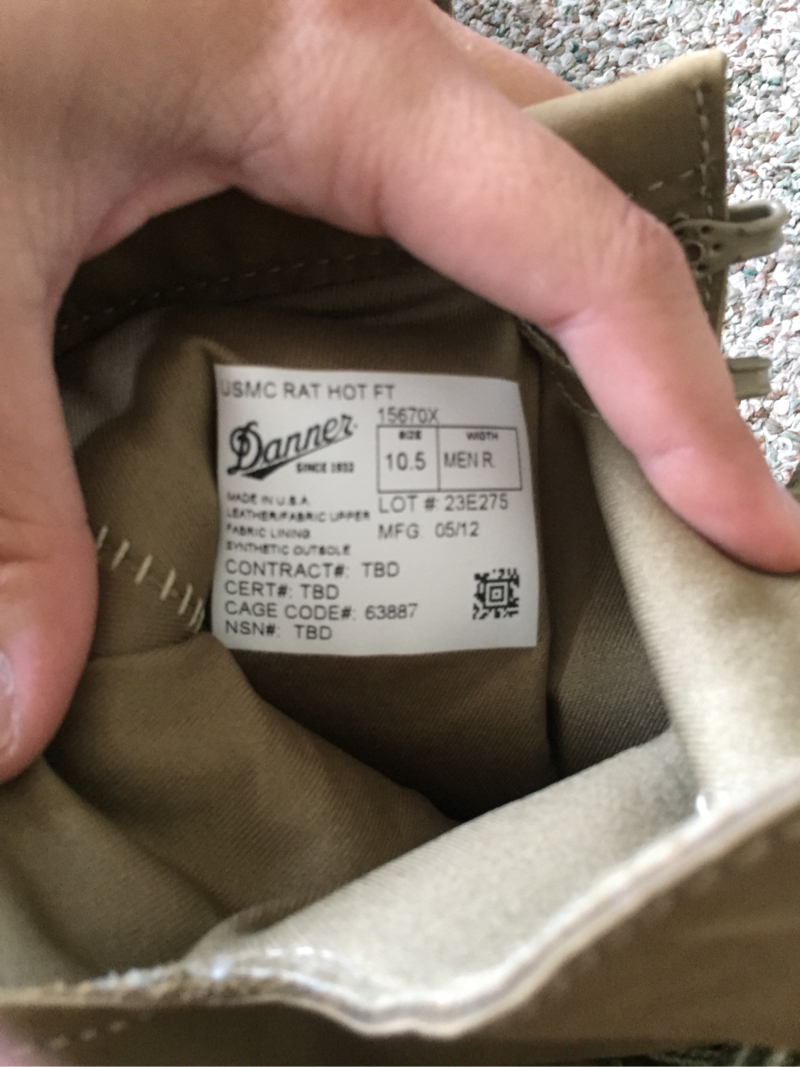 USMC RAT HOT FT
15670X
Danner
SINCE 1932
SIZE WIDTH
10.5 MEN R
MADE IN U.S.A.
LEATHER/FABRIC UPPER
FABRIC LINING
SYNTHETIC OUTSOLE
LOT #: 23E275
MFG: 05/12
CONTRACT#: TBD
CERT#: TBD
CAGE CODE#: 63887
NSN#: TBD